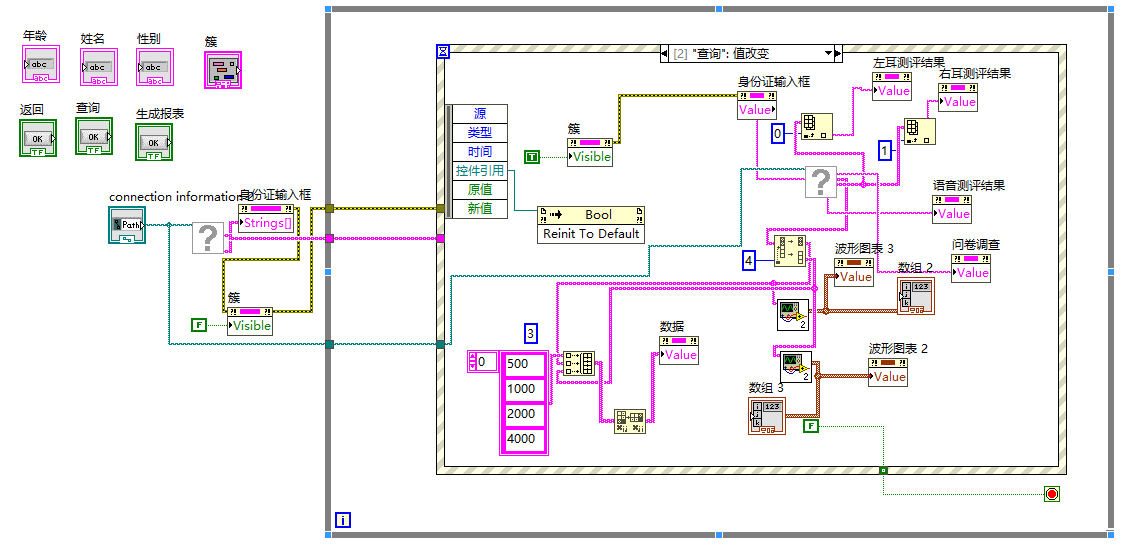 年龄
姓名
性别
簇
abc
abc
abc
abc
abc
abc
返回
查询
生成报表
OK
TF
OK
TF
OK
TF
connection information 2
身份证输入框
Path
?
Strings[]
簇
F
Visible
[2] "查询": 值改变
源
类型
时间
控件引用
原值
新值
簇
T
Visible
Bool
Reinit To Default
身份证输入框
Value
左耳测评结果
Value
右耳测评结果
Value
0
1
?
语音测评结果
Value
问卷调查
Value
4
波形图表 3
Value
数组 2
123
2
3
数据
Value
0
500
1000
2000
4000
波形图表 2
Value
2
数组 3
123
F
i